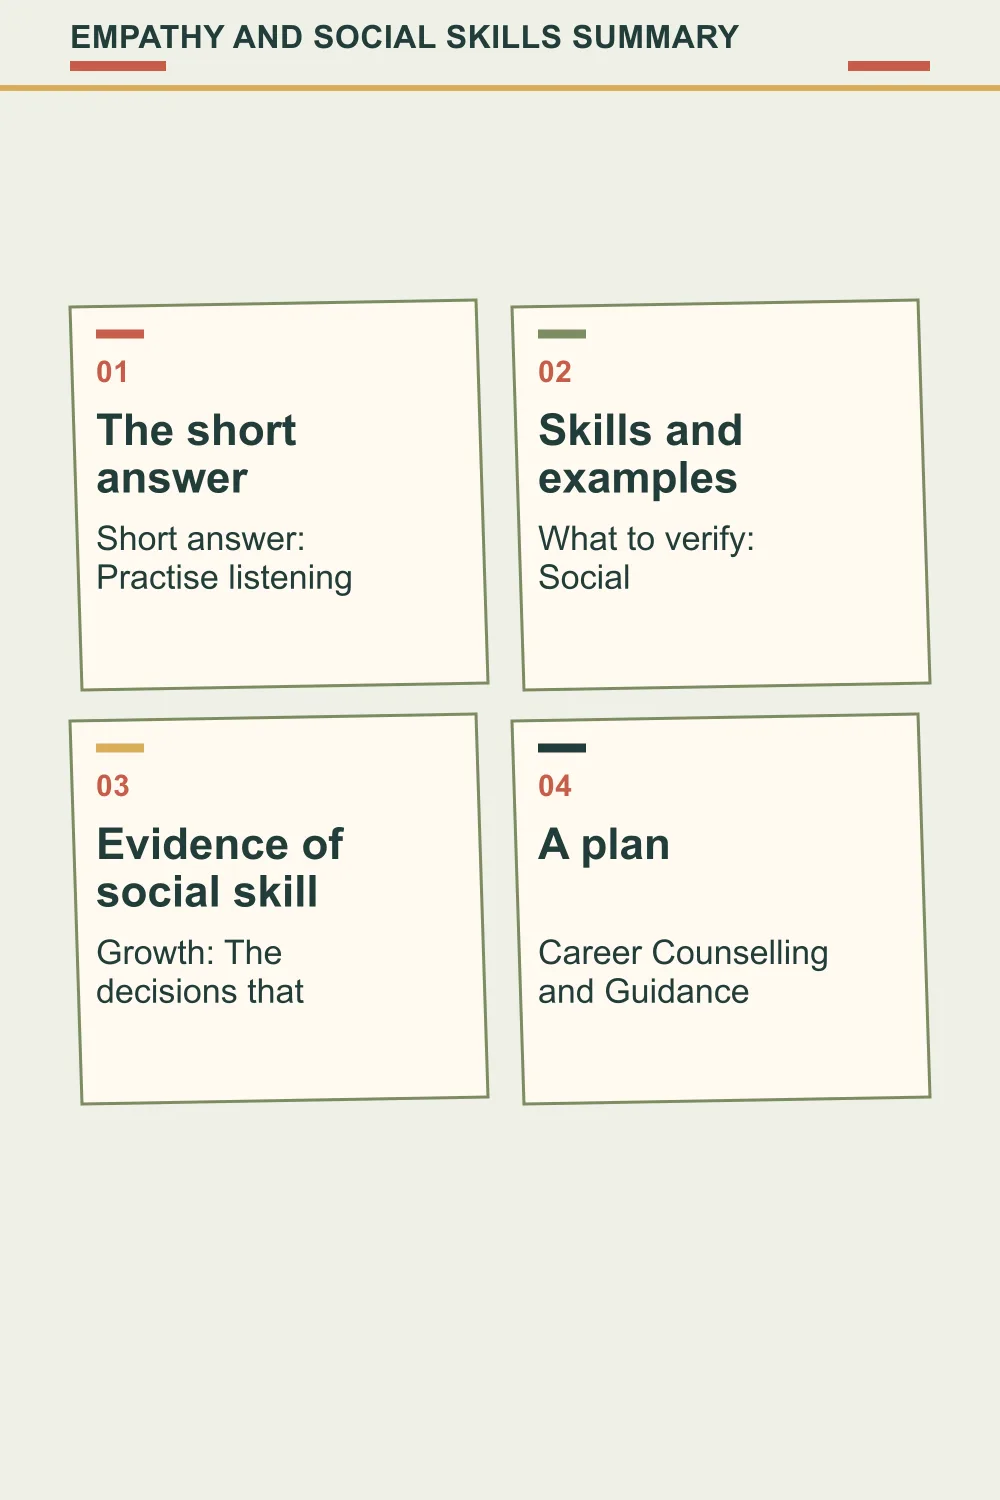 EMPATHY AND SOCIAL SKILLS SUMMARY
01
The short
answer
Short answer:
Practise listening
02
Skills and
examples
What to verify:
Social
03
Evidence of
social skill
Growth: The
decisions that
04
A plan
Career Counselling
and Guidance